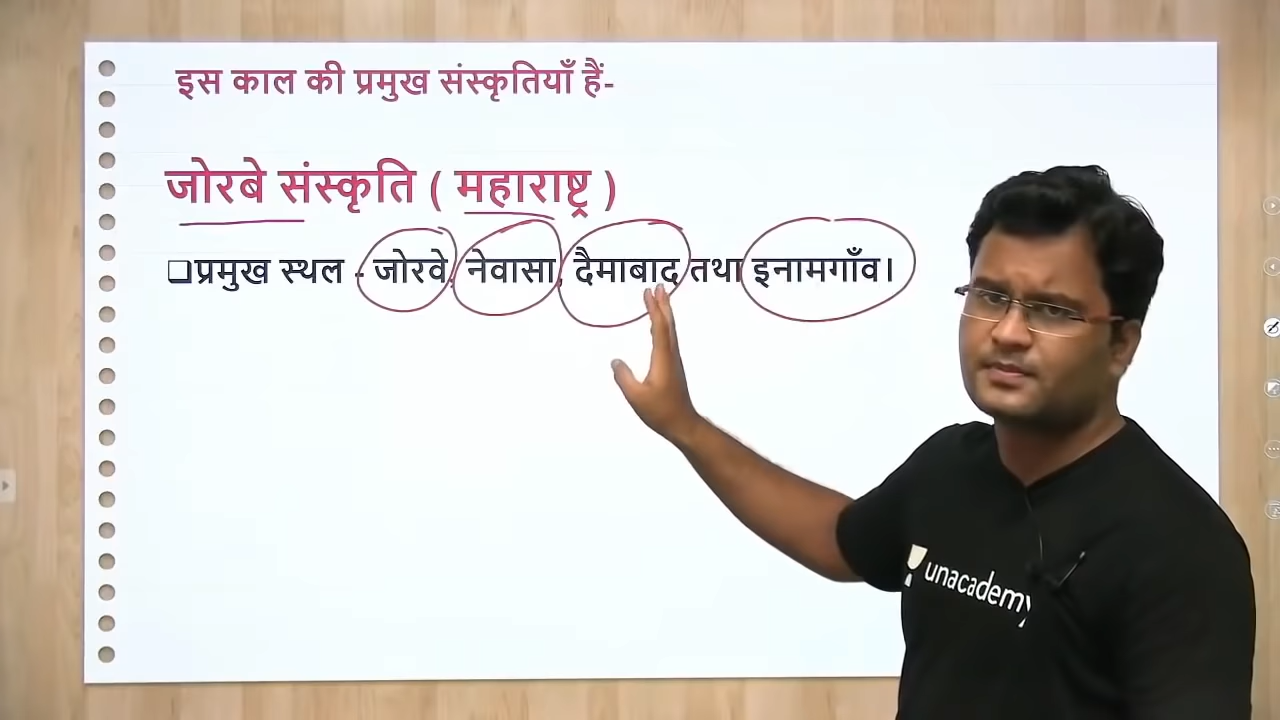 इस काल की प्रमुख संस्कृतियाँ हैं-
जोरबे संस्कृति ( महाराष्ट्र )
❑प्रमुख स्थल - जोरवे, नेवासा, दैमाबाद तथा इनामगाँव।
unacademy